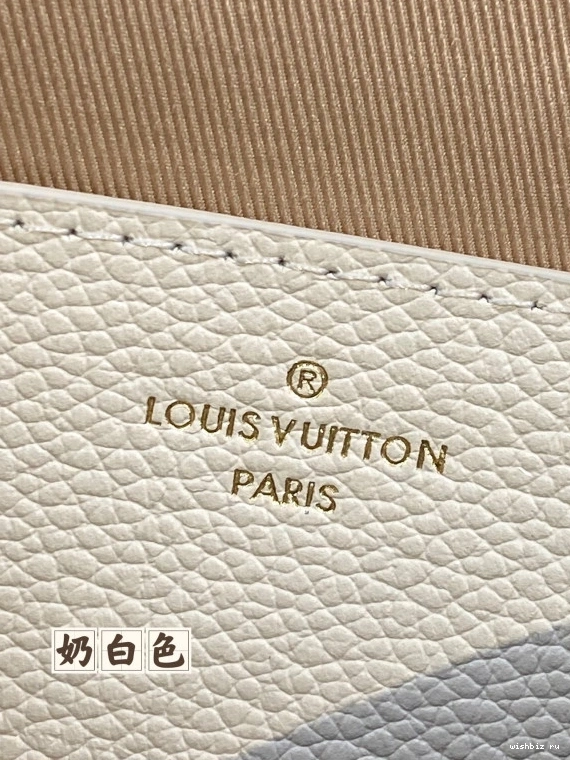 ®
LOUIS VUITTON
PARIS
奶白色
wishbiz ru